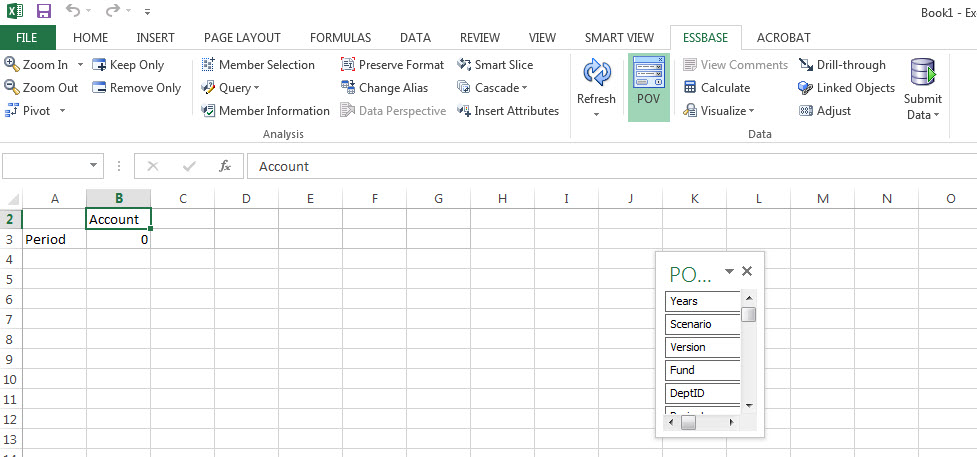 Book1 - Ex
FILE HOME INSERT PAGE LAYOUT FORMULAS DATA REVIEW VIEW SMART VIEW ESSBASE ACROBAT
Zoom In Keep Only Member Selection Preserve Format Smart Slice View Comments Drill-through
Zoom Out Remove Only Query Change Alias Cascade Calculate Linked Objects
Refresh POV Submit
Pivot Member Information Data Perspective Insert Attributes Visualize Adjust Data
Analysis Data
fx Account
A B C D E F G H I J K L M N O
2 Account
3 Period 0
4
5
6 PO...
7 Years
8 Scenario
9 Version
10 Fund
11 DeptID
12
13